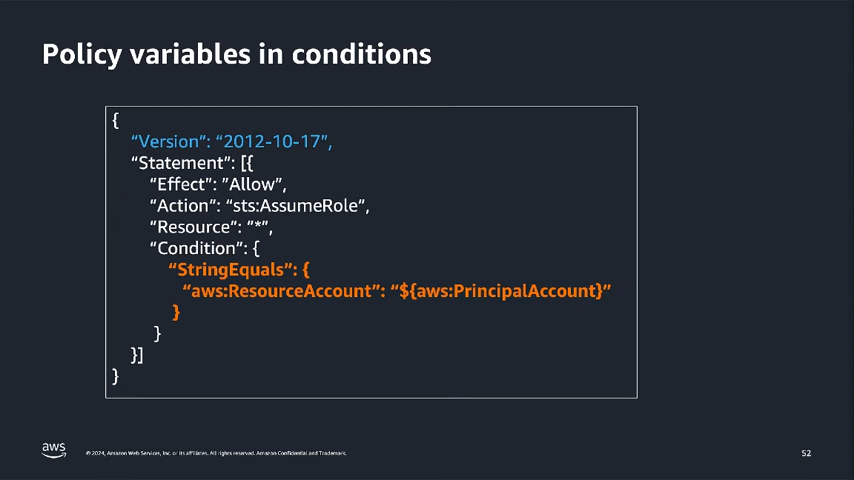 Policy variables in conditions
{
“Version”: “2012-10-17”,
“Statement”: [{
“Effect”: ”Allow”,
“Action”: “sts:AssumeRole”,
“Resource”: ”*”,
“Condition”: {
“StringEquals”: {
“aws:ResourceAccount”: “${aws:PrincipalAccount}”
}
}
}]
}
aws
© 2024, Amazon Web Services, Inc. or its affiliates. All rights reserved. Amazon Confidential and Trademark.
52